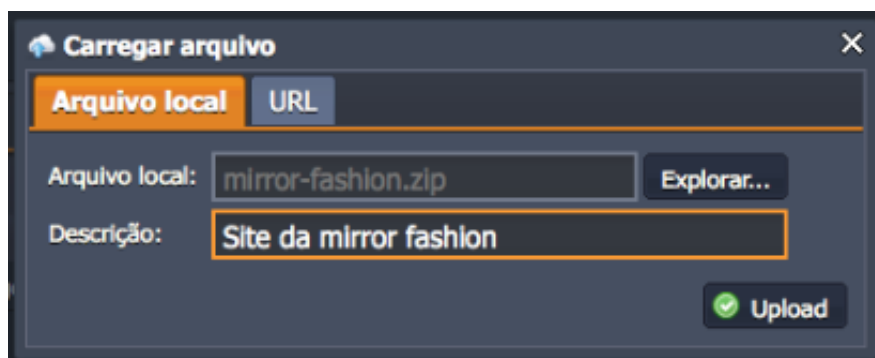 Carregar arquivo
Arquivo local URL
Arquivo local: mirror-fashion.zip Explorar...
Descrição: Site da mirror fashion
Upload